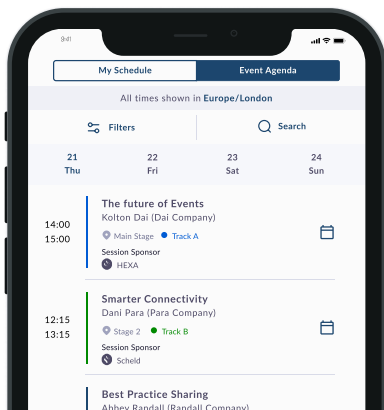 9:41
My Schedule
Event Agenda
All times shown in Europe/London
Filters
Search
21 22 23 24
Thu Fri Sat Sun
The future of Events
Kolton Dai (Dai Company)
14:00
15:00
Main Stage Track A
Session Sponsor
HEXA
Smarter Connectivity
Dani Para (Para Company)
12:15
13:15
Stage 2 Track B
Session Sponsor
Scheld
Best Practice Sharing
Abbey Randall (Randall Company)